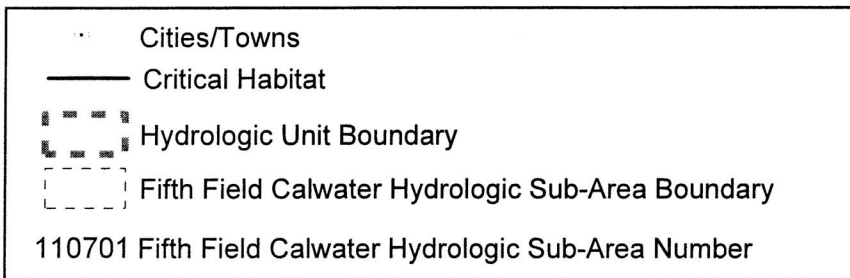 Cities/Towns
Critical Habitat
Hydrologic Unit Boundary
Fifth Field Calwater Hydrologic Sub-Area Boundary
110701 Fifth Field Calwater Hydrologic Sub-Area Number